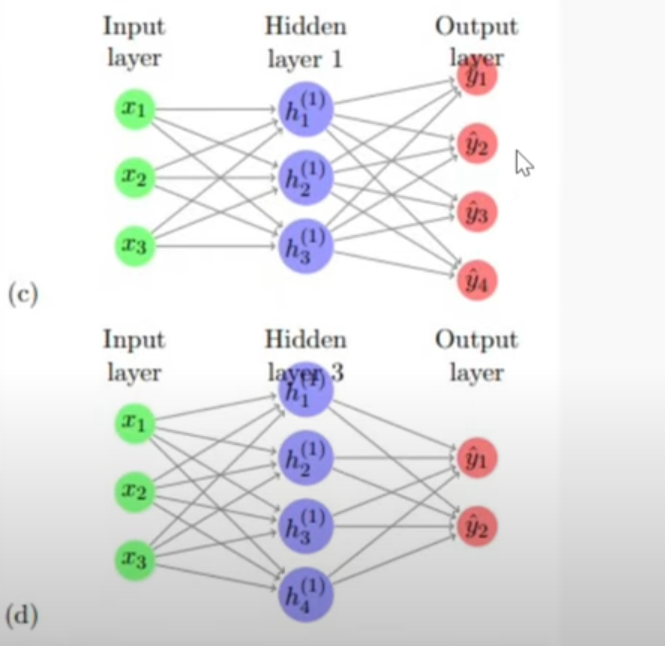 Input Hidden Output
layer layer 1 layer
x₁ h₁⁽¹⁾ ŷ₁
x₂ h₂⁽¹⁾ ŷ₂
x₃ h₃⁽¹⁾ ŷ₃
ŷ₄
(c)
Input Hidden Output
layer layer 3 layer
x₁ h₁⁽¹⁾
x₂ h₂⁽¹⁾ ŷ₁
x₃ h₃⁽¹⁾ ŷ₂
h₄⁽¹⁾
(d)